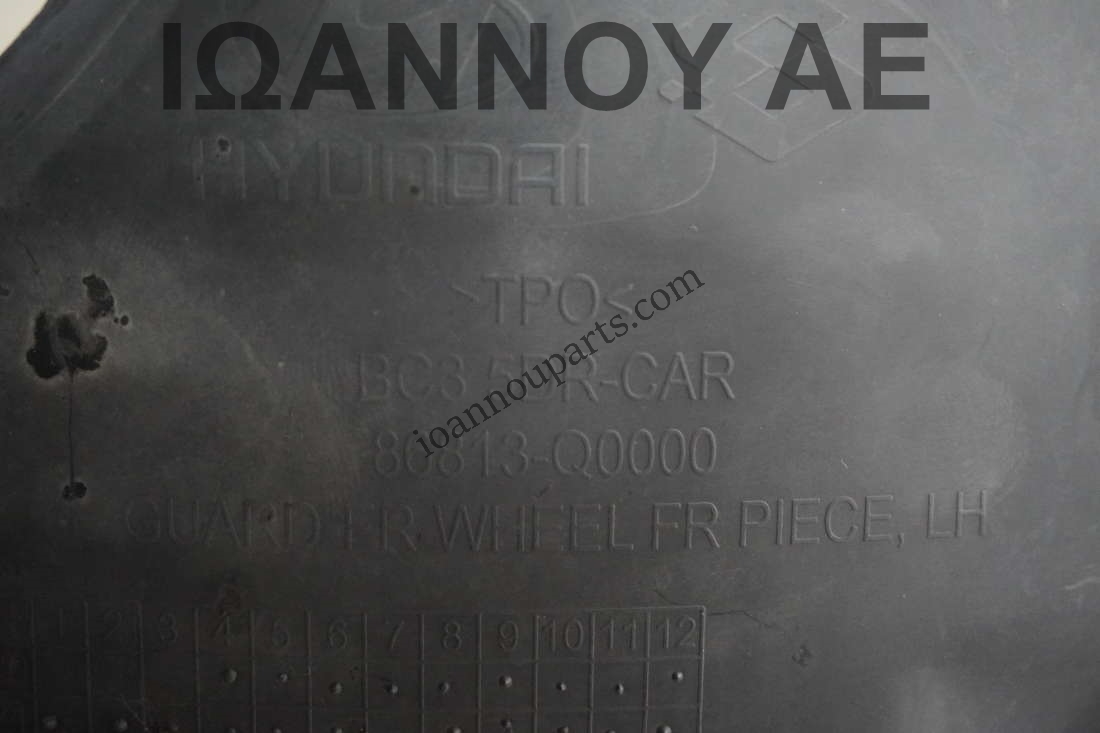 ΙΩΑΝΝΟΥ ΑΕ
HYUNDAI
>TPO<
BC3 5DR-CAR
86813-Q0000
GUARD FR WHEEL FR PIECE, LH
ioannouparts.com
1 2 3 4 5 6 7 8 9 10 11 12